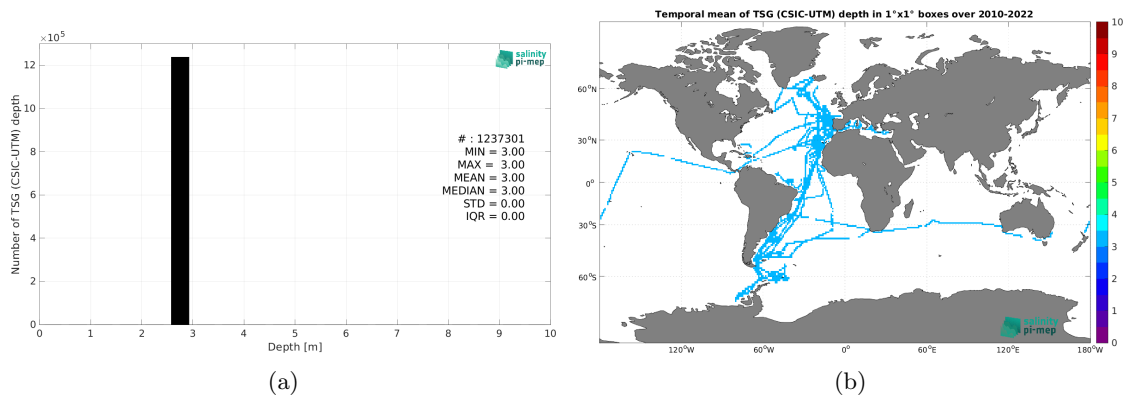 ×10⁵
12
10
8
6
4
2
0
0 1 2 3 4 5 6 7 8 9 10
Number of TSG (CSIC-UTM) depth
Depth [m]
salinity
pi-mep
# : 1237301
MIN = 3.00
MAX = 3.00
MEAN = 3.00
MEDIAN = 3.00
STD = 0.00
IQR = 0.00
(a)
Temporal mean of TSG (CSIC-UTM) depth in 1°x1° boxes over 2010-2022
60°N
30°N
0°
30°S
60°S
120°W 60°W 0° 60°E 120°E 180°W
salinity
pi-mep
10
9
8
7
6
5
4
3
2
1
0
(b)